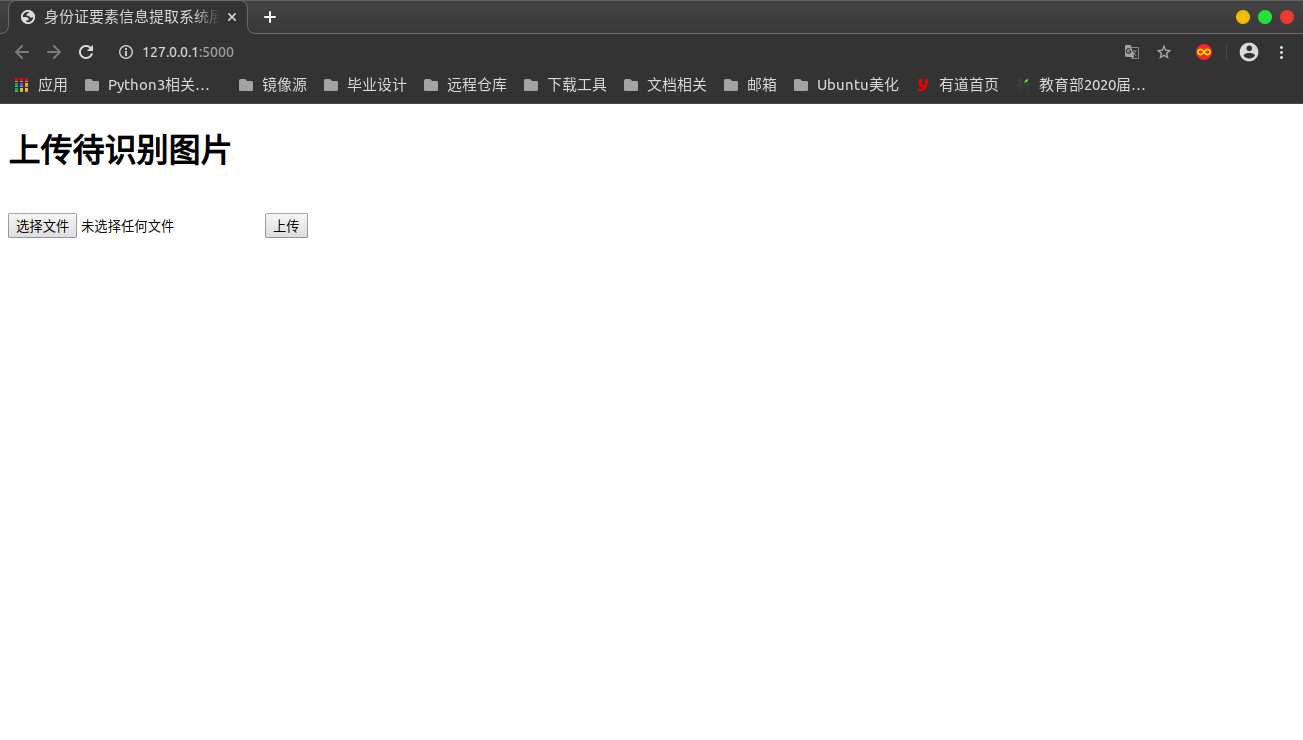 身份证要素信息提取系统
127.0.0.1:5000
应用 Python3相关… 镜像源 毕业设计 远程仓库 下载工具 文档相关 邮箱 Ubuntu美化 有道首页 教育部2020届…
上传待识别图片
选择文件 未选择任何文件 上传